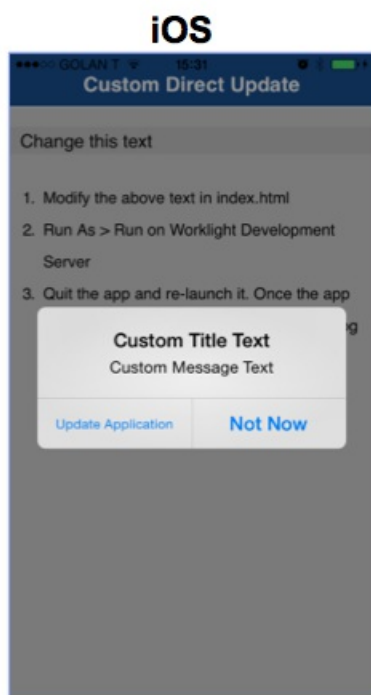 iOS
GOLAN T 15:31
Custom Direct Update
Change this text
1. Modify the above text in index.html
2. Run As > Run on Worklight Development
Server
3. Quit the app and re-launch it. Once the app
Custom Title Text
Custom Message Text
Update Application Not Now